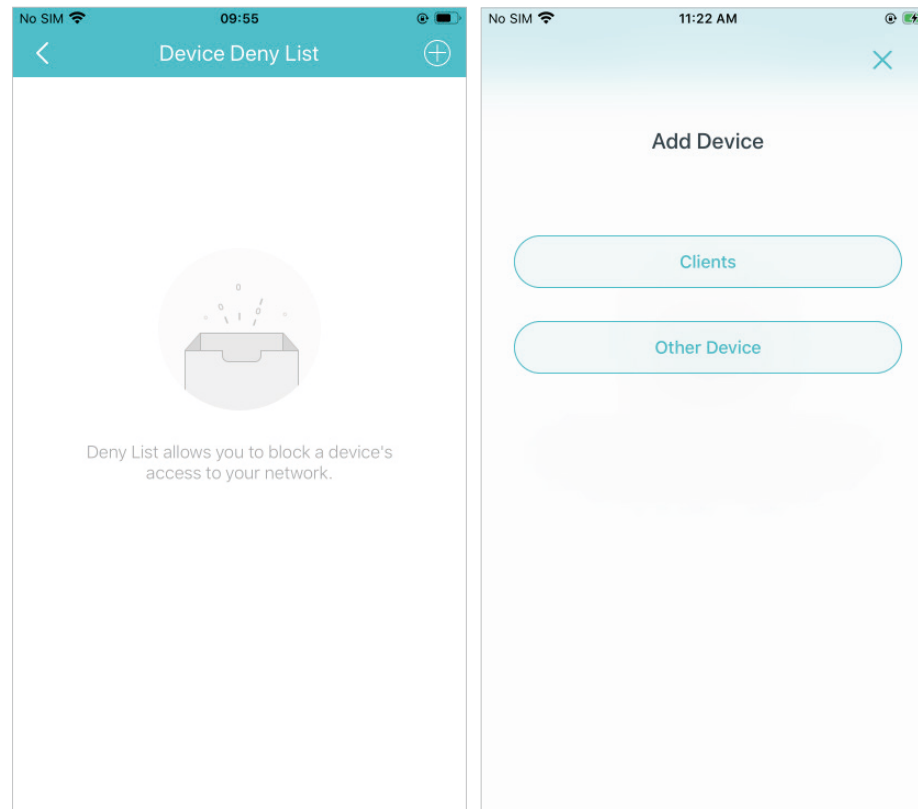 No SIM 09:55
Device Deny List
Deny List allows you to block a device's
access to your network.
No SIM 11:22 AM
Add Device
Clients
Other Device